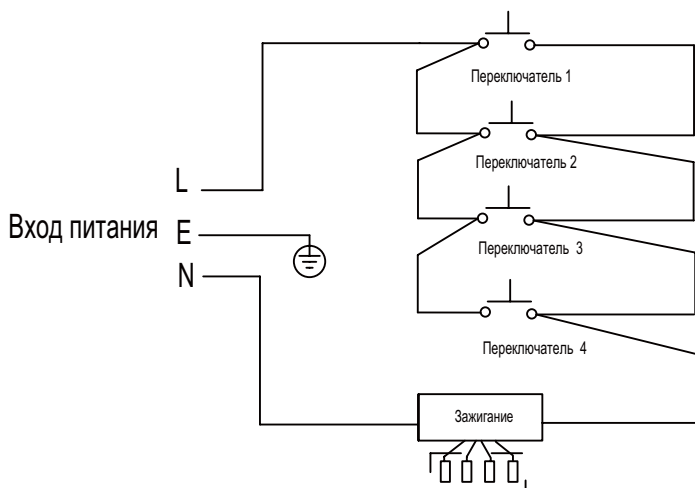 Переключатель 1
Переключатель 2
L
Вход питания E
Переключатель 3
N
Переключатель 4
Зажигание